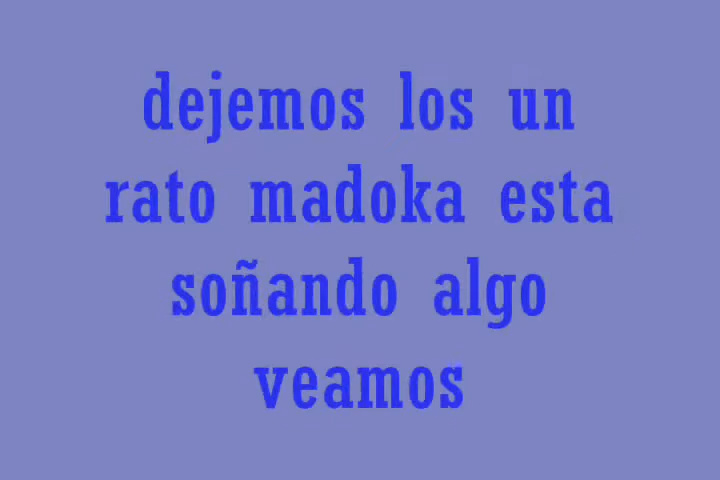 dejemos los un
rato madoka esta
soñando algo
veamos